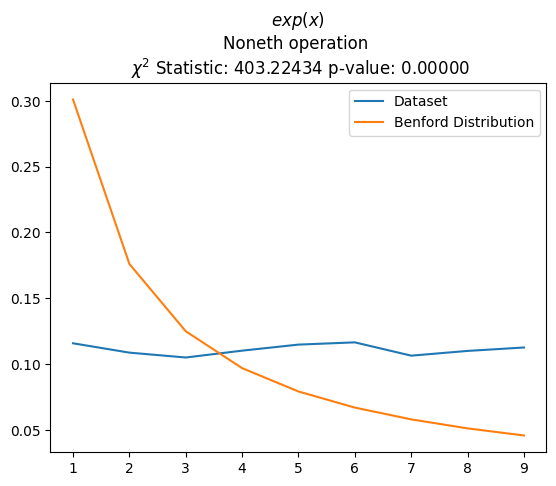 exp(x)
Noneth operation
χ² Statistic: 403.22434 p-value: 0.00000
Dataset
Benford Distribution
0.30
0.25
0.20
0.15
0.10
0.05
1 2 3 4 5 6 7 8 9